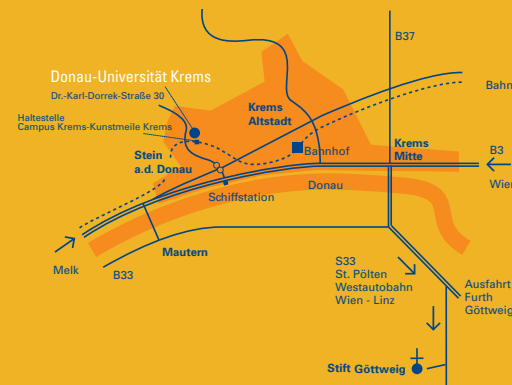 B37
Donau-Universität Krems
Dr.-Karl-Dorrek-Straße 30
Bahn
Krems
Altstadt
Haltestelle
Campus Krems-Kunstmeile Krems
Krems
Mitte
Bahnhof
B3
Stein
a.d. Donau
Wien
Donau
Schiffstation
Mautern
Melk
B33
S33
St. Pölten
Westautobahn
Wien - Linz
Ausfahrt
Furth
Göttweig
Stift Göttweig